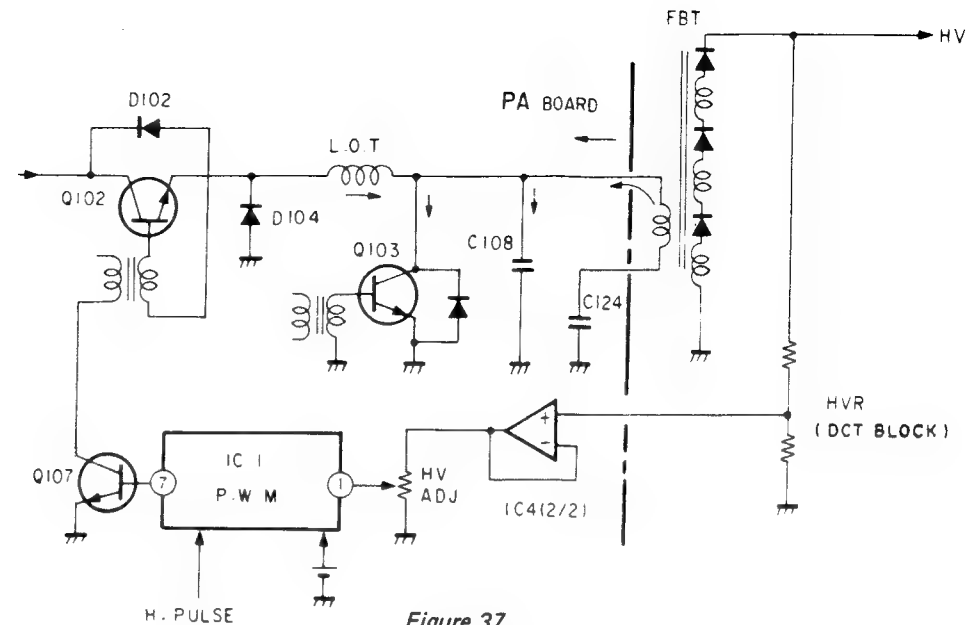 FBT
HV
D102
PA BOARD
L.O.T
Q102
D104
C108
Q103
C124
HVR
(DCT BLOCK)
+
-
IC 1
P.W.M
7
1
Q107
HV
ADJ
IC4(2/2)
H. PULSE
Figure 37